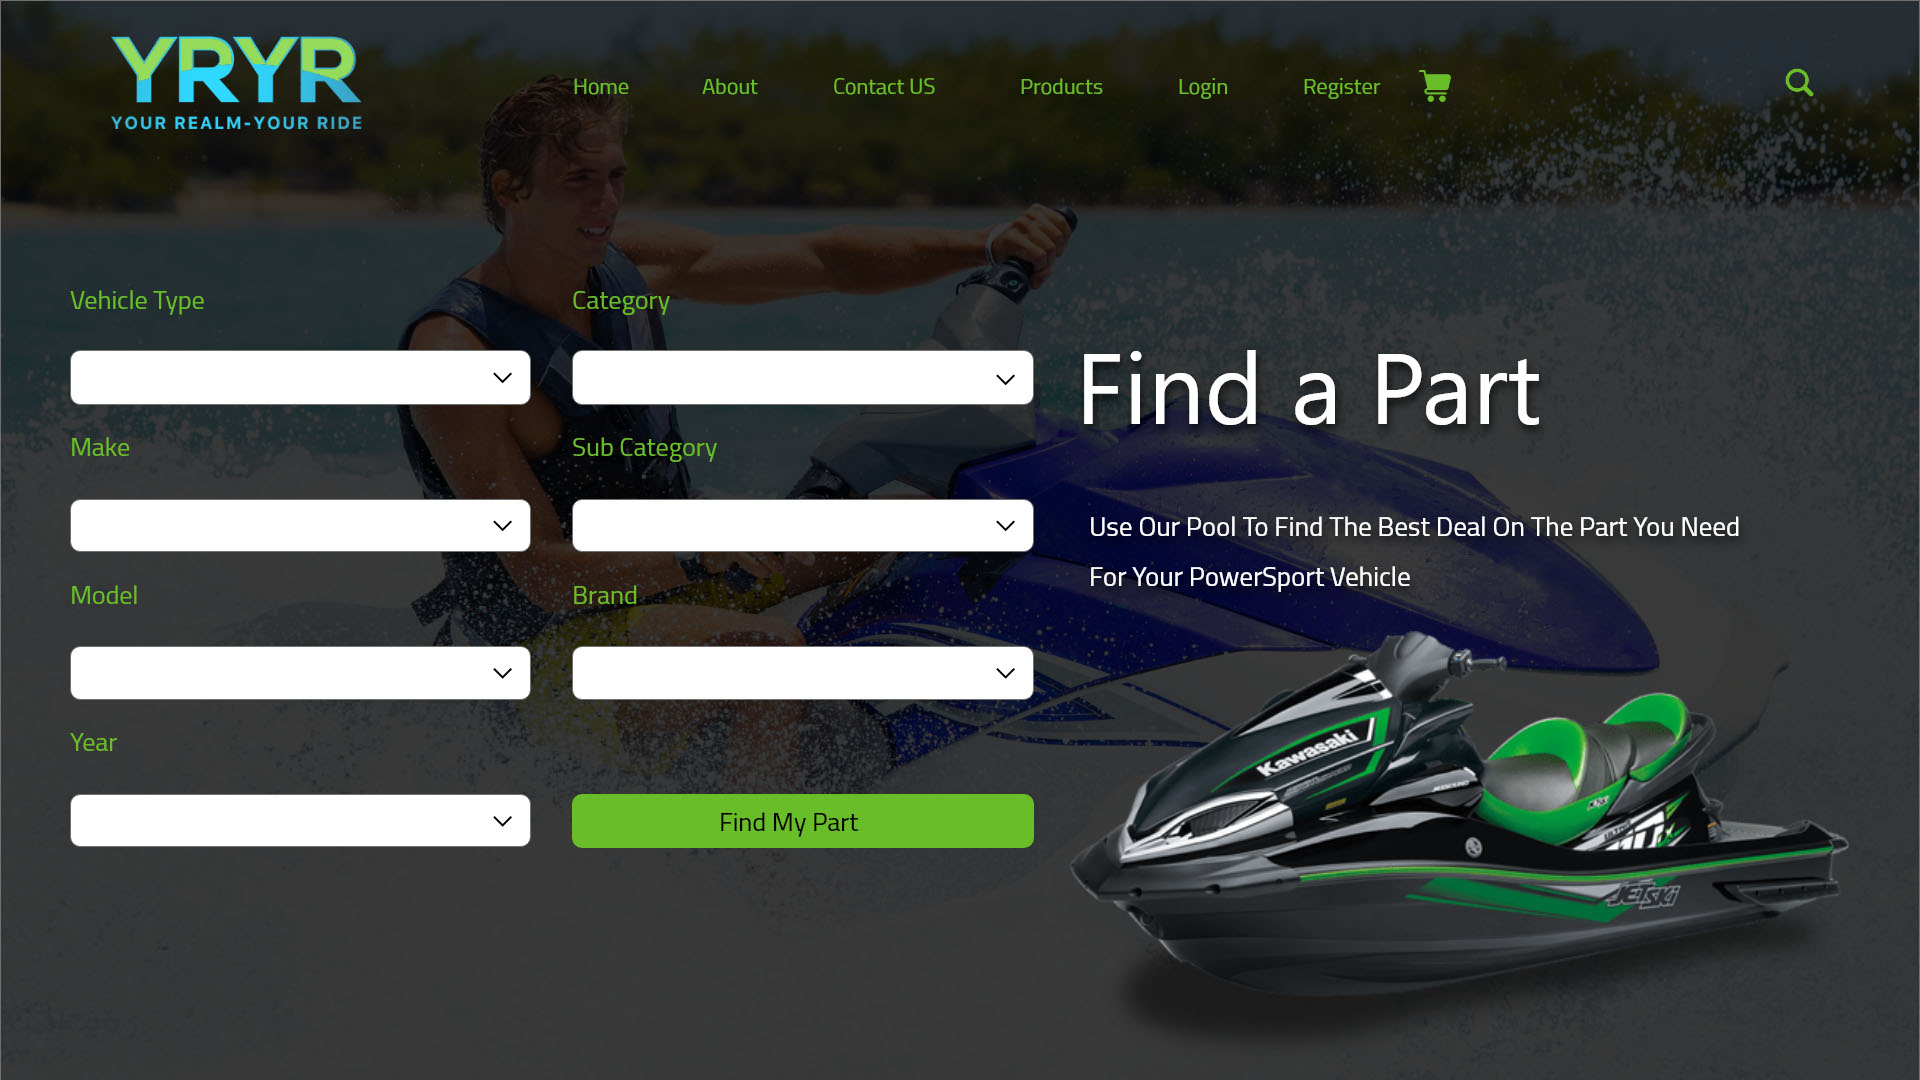 YRYR
YOUR REALM-YOUR RIDE
Home About Contact US Products Login Register
Vehicle Type
Category
Find a Part
Make
Sub Category
Use Our Pool To Find The Best Deal On The Part You Need
For Your PowerSport Vehicle
Model
Brand
Year
Find My Part
Kawasaki
JETSKI